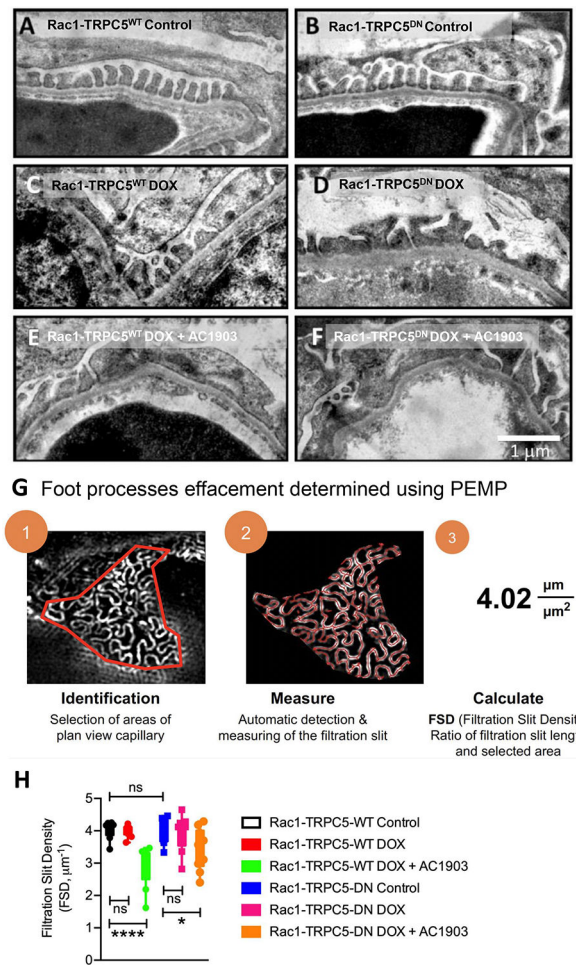 A Rac1-TRPC5ᵂᵀ Control
B Rac1-TRPC5ᴰᴺ Control
C Rac1-TRPC5ᵂᵀ DOX
D Rac1-TRPC5ᴰᴺ DOX
E Rac1-TRPC5ᵂᵀ DOX + AC1903
F Rac1-TRPC5ᴰᴺ DOX + AC1903
1 μm
G Foot processes effacement determined using PEMP
1
2
3
4.02 μm
μm²
Identification
Selection of areas of
plan view capillary
Measure
Automatic detection &
measuring of the filtration slit
Calculate
FSD (Filtration Slit Densit
Ratio of filtration slit leng
and selected area
H
Filtration Slit Density
(FSD, μm⁻¹)
5
4
3
2
1
0
ns
ns
ns
****
*
Rac1-TRPC5-WT Control
Rac1-TRPC5-WT DOX
Rac1-TRPC5-WT DOX + AC1903
Rac1-TRPC5-DN Control
Rac1-TRPC5-DN DOX
Rac1-TRPC5-DN DOX + AC1903